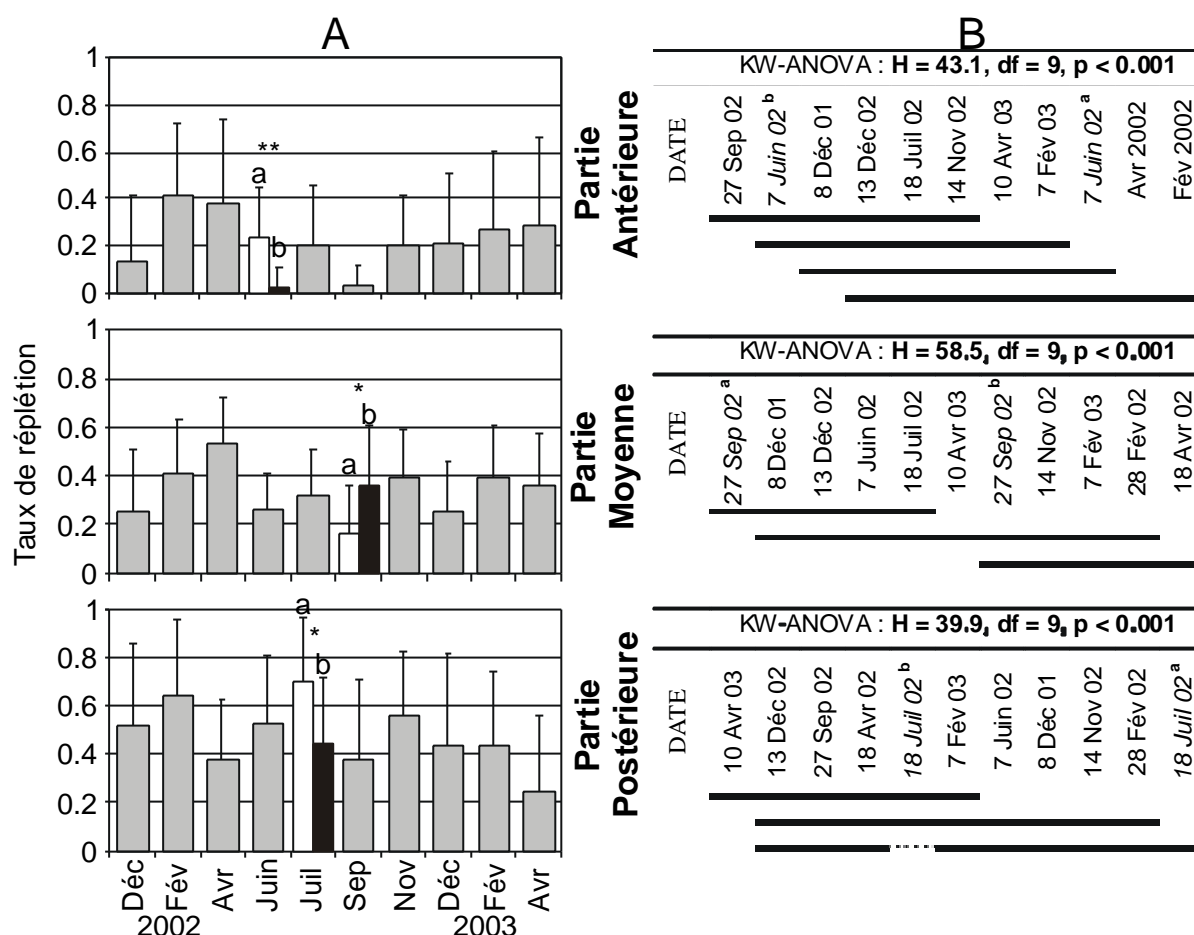 A
B
Taux de réplétion
1
0.8
0.6
0.4
0.2
0
**
a
b
Partie
Antérieure
KW-ANOVA : H = 43.1, df = 9, p < 0.001
DATE
27 Sep 02
7 Juin 02 b
8 Déc 01
13 Déc 02
18 Juil 02
14 Nov 02
10 Avr 03
7 Fév 03
7 Juin 02 a
Avr 2002
Fév 2002
1
0.8
0.6
0.4
0.2
0
*
a
b
Partie
Moyenne
KW-ANOVA : H = 58.5, df = 9, p < 0.001
DATE
27 Sep 02 a
8 Déc 01
13 Déc 02
7 Juin 02
18 Juil 02
10 Avr 03
27 Sep 02 b
14 Nov 02
7 Fév 03
28 Fév 02
18 Avr 02
1
0.8
0.6
0.4
0.2
0
a
*
b
Partie
Postérieure
KW-ANOVA : H = 39.9, df = 9, p < 0.001
DATE
10 Avr 03
13 Déc 02
27 Sep 02
18 Avr 02
18 Juil 02 b
7 Fév 03
7 Juin 02
8 Déc 01
14 Nov 02
28 Fév 02
18 Juil 02 a
Déc
Fév
Avr
Juin
Juil
Sep
Nov
Déc
Fév
Avr
2002
2003